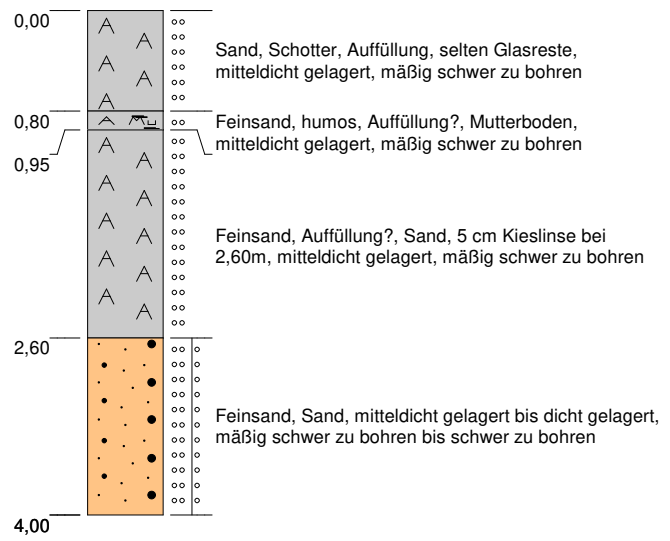 0,00
Sand, Schotter, Auffüllung, selten Glasreste,
mitteldicht gelagert, mäßig schwer zu bohren
0,80
Feinsand, humos, Auffüllung?, Mutterboden,
mitteldicht gelagert, mäßig schwer zu bohren
0,95
Feinsand, Auffüllung?, Sand, 5 cm Kieslinse bei
2,60m, mitteldicht gelagert, mäßig schwer zu bohren
2,60
Feinsand, Sand, mitteldicht gelagert bis dicht gelagert,
mäßig schwer zu bohren bis schwer zu bohren
4,00